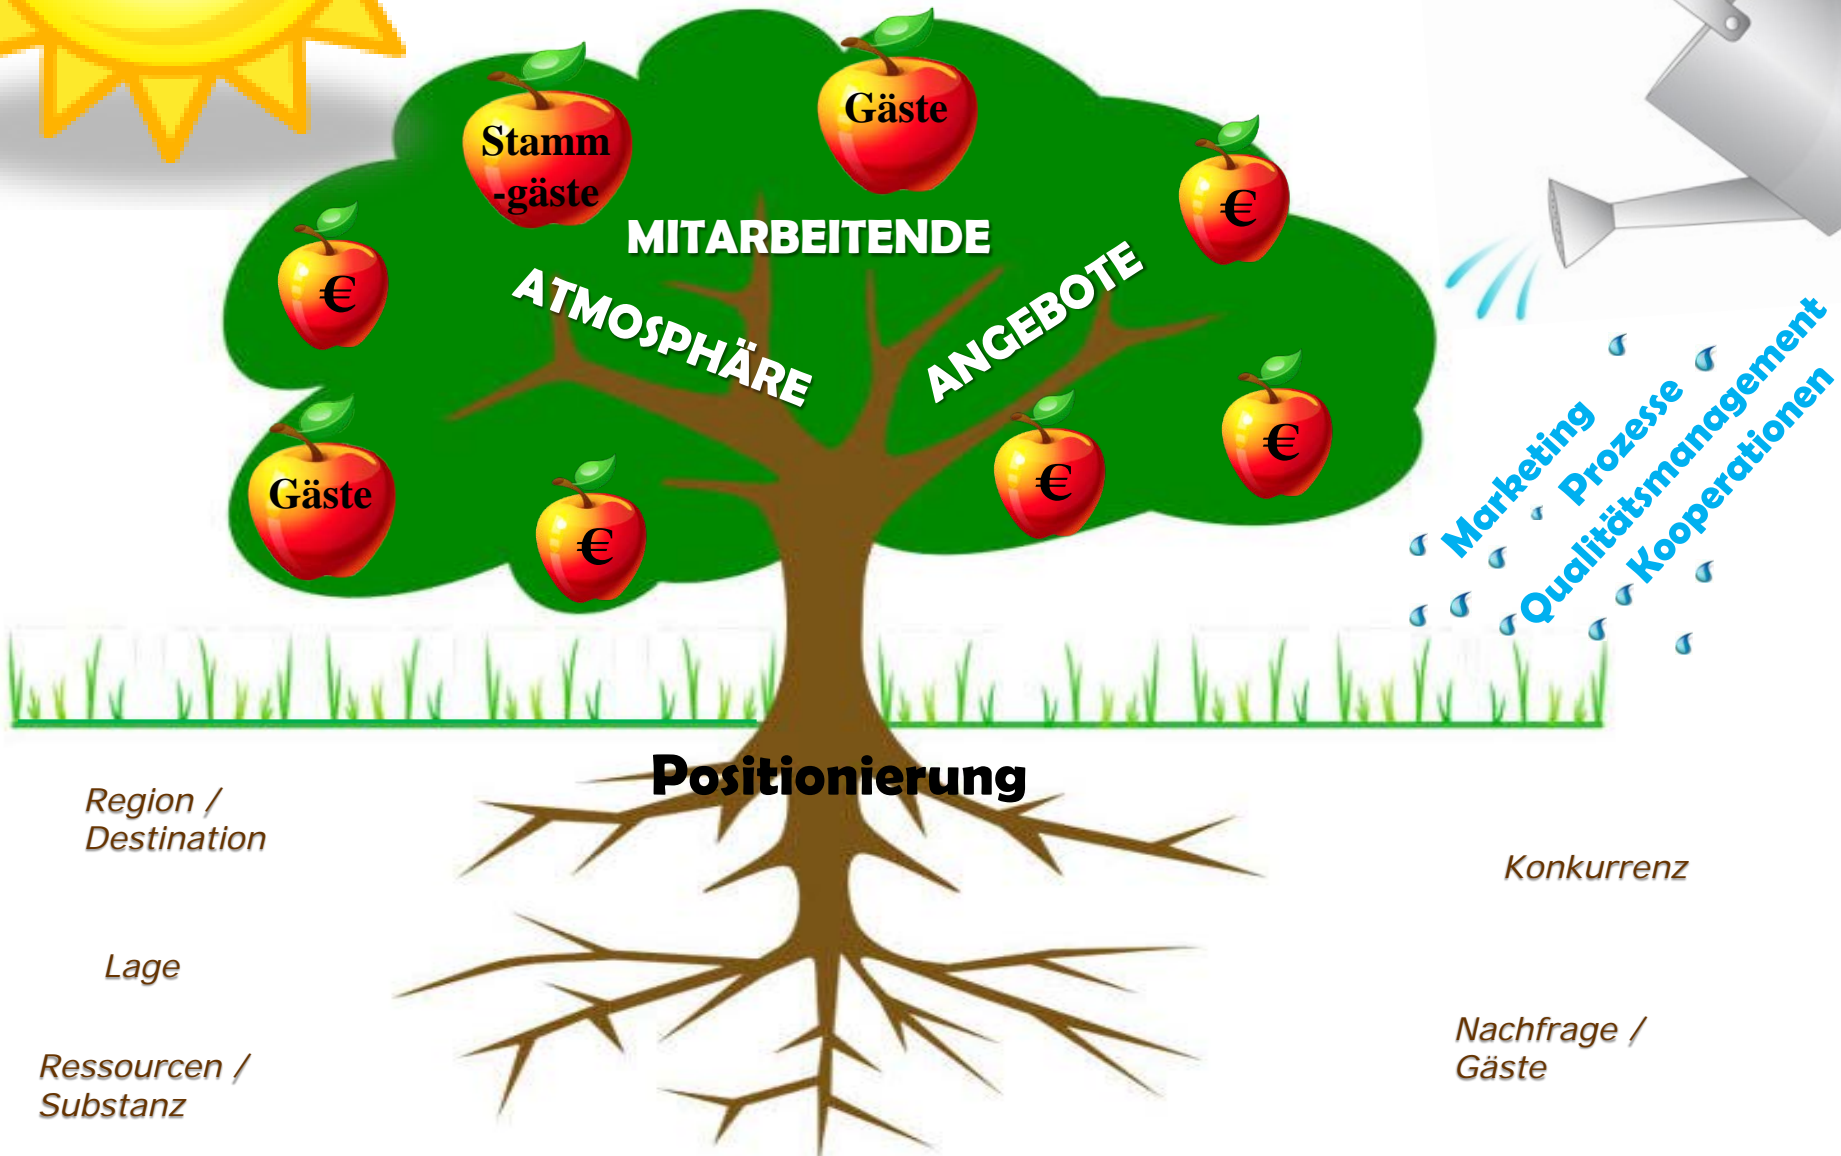 Stamm
-gäste
Gäste
€
€
MITARBEITENDE
ATMOSPHÄRE
ANGEBOTE
Gäste
€
€
€
Marketing
Prozesse
Qualitätsmanagement
Kooperationen
Positionierung
Region /
Destination
Lage
Ressourcen /
Substanz
Konkurrenz
Nachfrage /
Gäste